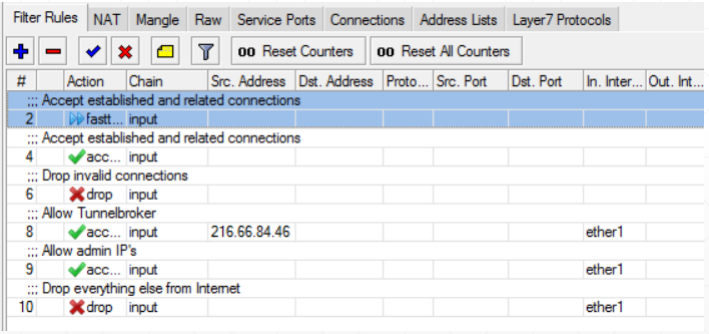 Filter Rules NAT Mangle Raw Service Ports Connections Address Lists Layer7 Protocols
00 Reset Counters 00 Reset All Counters
# Action Chain Src. Address Dst. Address Proto... Src. Port Dst. Port In. Inter... Out. Int...
;;; Accept established and related connections
2 fastt... input
;;; Accept established and related connections
4 acc... input
;;; Drop invalid connections
6 drop input
;;; Allow Tunnelbroker
8 acc... input 216.66.84.46 ether1
;;; Allow admin IP's
9 acc... input ether1
;;; Drop everything else from Internet
10 drop input ether1